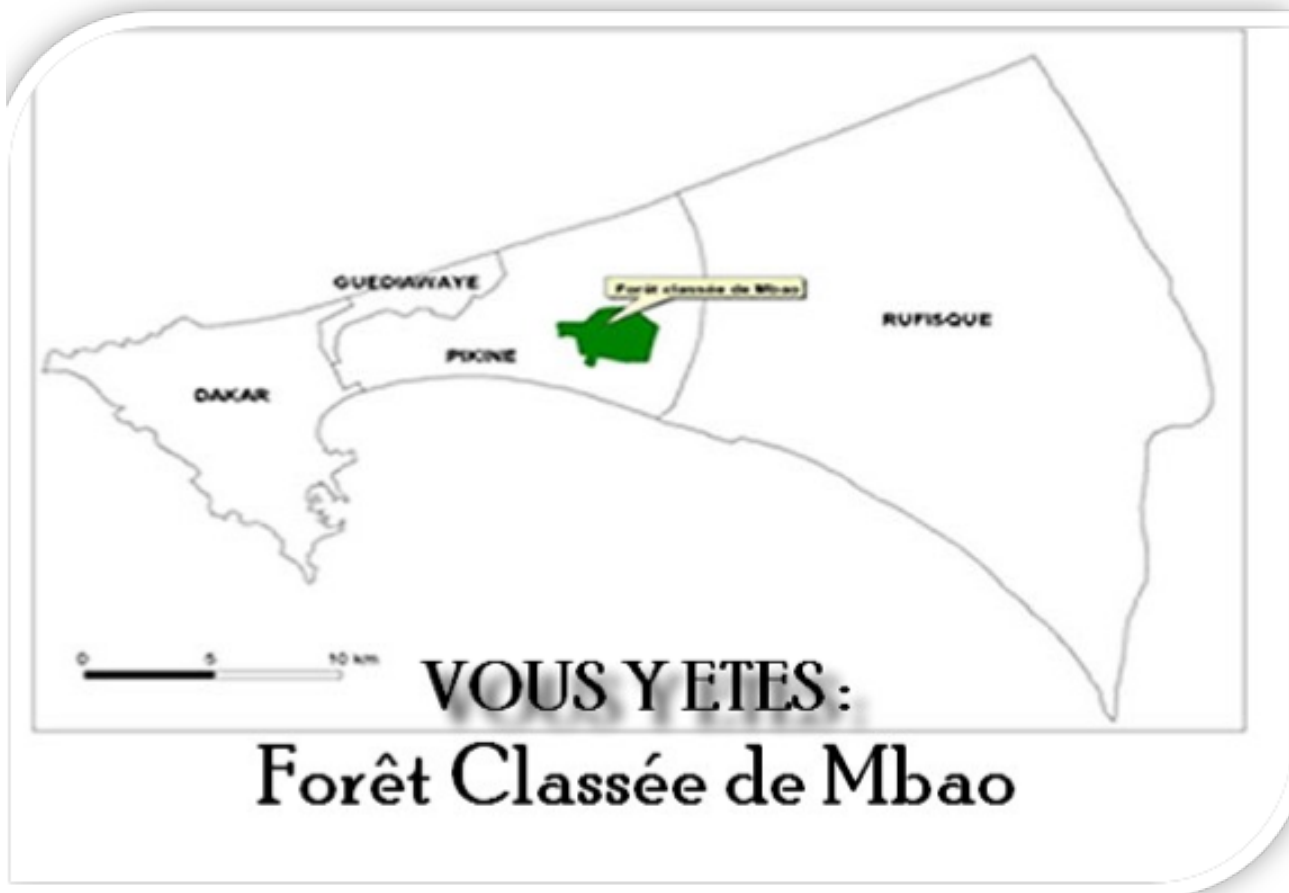 GUEDIAWAYE
Forêt classée de Mbao
RUFISQUE
PIKINE
DAKAR
0 5 10 km
VOUS Y ETES :
Forêt Classée de Mbao